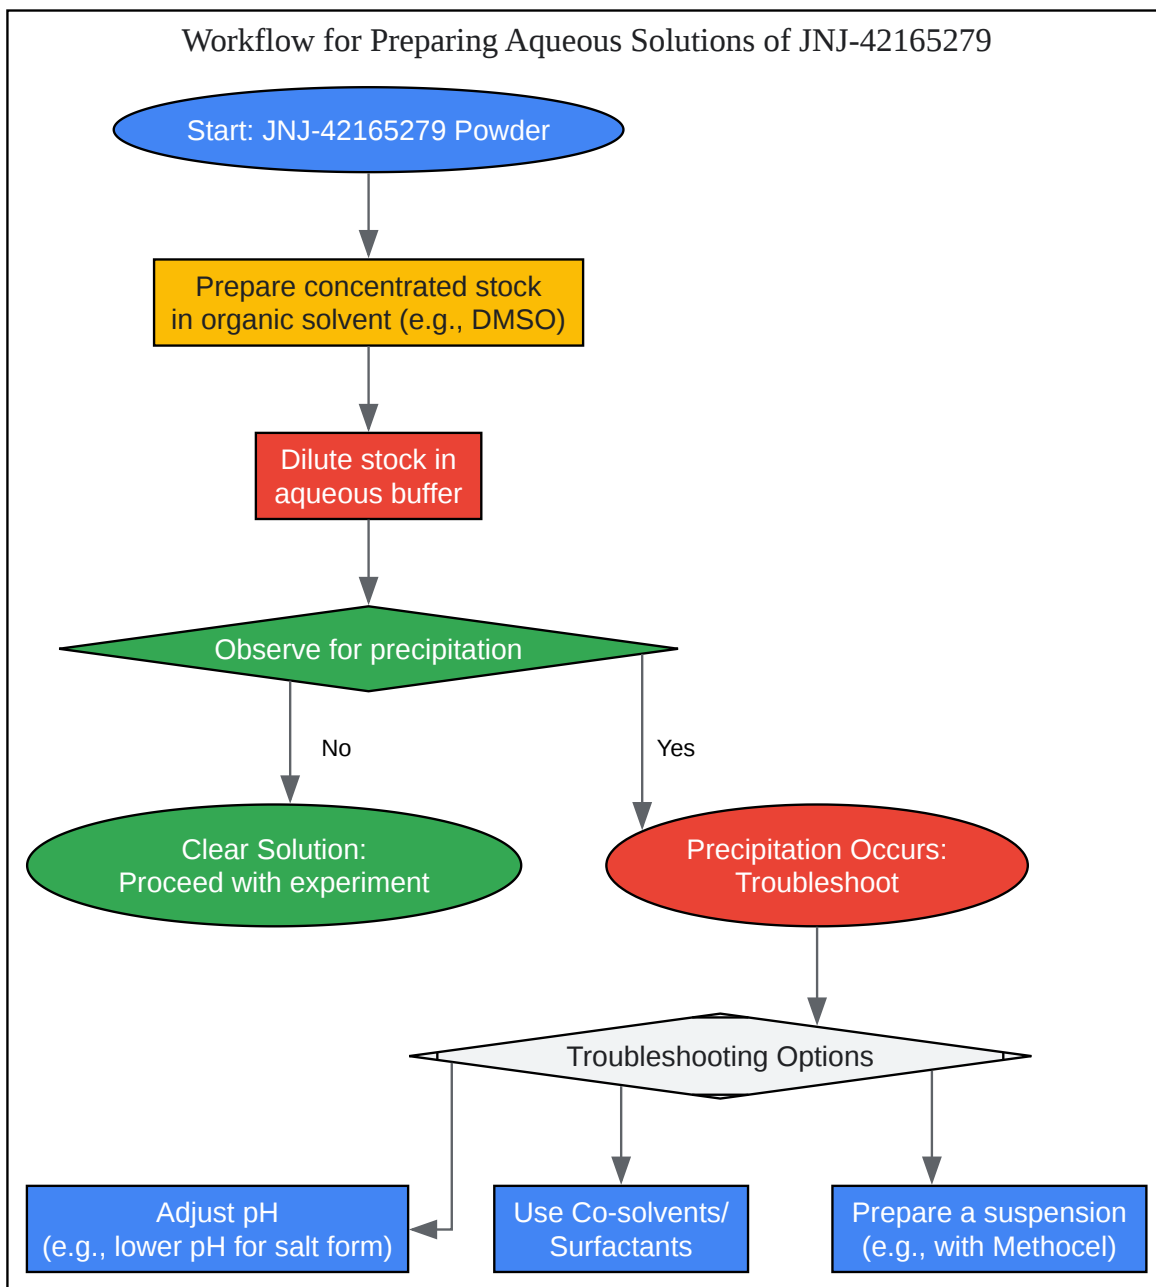 Workflow for Preparing Aqueous Solutions of JNJ-42165279
Start: JNJ-42165279 Powder
Prepare concentrated stock
in organic solvent (e.g., DMSO)
Dilute stock in
aqueous buffer
Observe for precipitation
No
Yes
Clear Solution:
Proceed with experiment
Precipitation Occurs:
Troubleshoot
Troubleshooting Options
Adjust pH
(e.g., lower pH for salt form)
Use Co-solvents/
Surfactants
Prepare a suspension
(e.g., with Methocel)